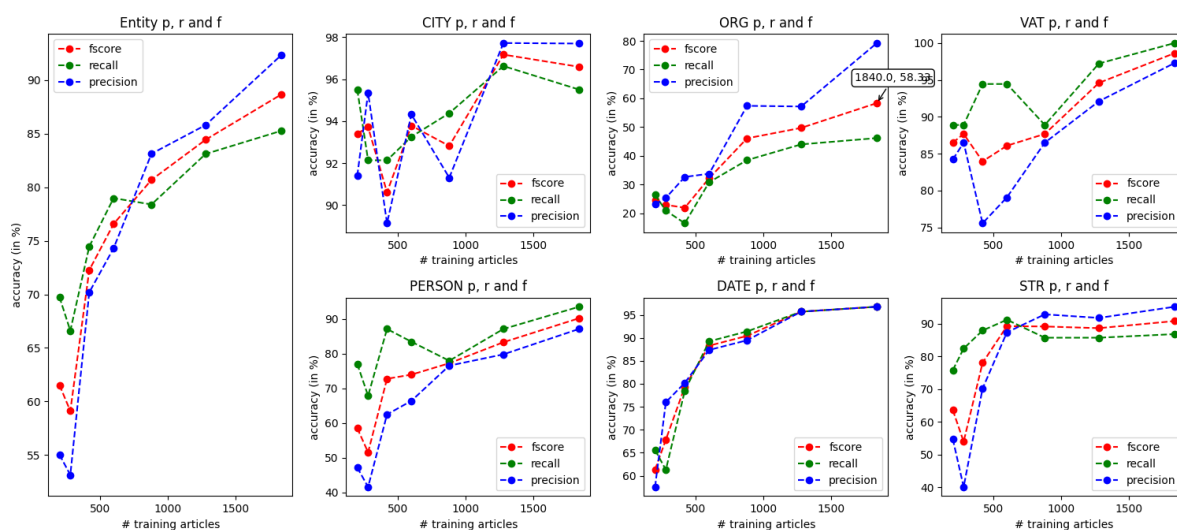 Entity p, r and f
fscore
recall
precision
accuracy (in %)
90
85
80
75
70
65
60
55
500
1000
1500
# training articles
CITY p, r and f
accuracy (in %)
98
96
94
92
90
fscore
recall
precision
500
1000
1500
# training articles
ORG p, r and f
accuracy (in %)
80
70
60
50
40
30
20
1840.0, 58.33
fscore
recall
precision
500
1000
1500
# training articles
VAT p, r and f
accuracy (in %)
100
95
90
85
80
75
fscore
recall
precision
500
1000
1500
# training articles
PERSON p, r and f
accuracy (in %)
90
80
70
60
50
40
fscore
recall
precision
500
1000
1500
# training articles
DATE p, r and f
accuracy (in %)
95
90
85
80
75
70
65
60
fscore
recall
precision
500
1000
1500
# training articles
STR p, r and f
accuracy (in %)
90
80
70
60
50
40
fscore
recall
precision
500
1000
1500
# training articles